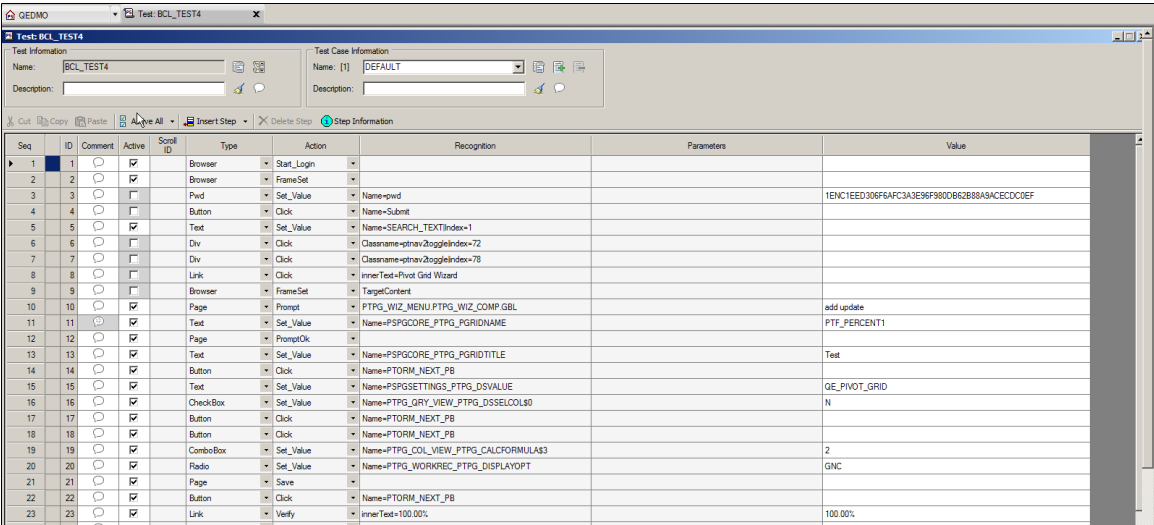 QEDMO Test: BCL_TEST4 x
Test: BCL_TEST4
Test Information Test Case Information
Name: BCL_TEST4 Name: [1] DEFAULT
Description: Description:
Cut Copy Paste Active All Insert Step Delete Step Step Information
Seq ID Comment Active Scroll ID Type Action Recognition Parameters Value
1 1 Browser Start_Login
2 2 Browser FrameSet
3 3 Pwd Set_Value Name=pwd 1ENC1EED306F6AFC3A3E96F980DB62B88A9ACECDC0EF
4 4 Button Click Name=Submit
5 5 Text Set_Value Name=SEARCH_TEXT|Index=1
6 6 Div Click Classname=ptnav2toggle|index=72
7 7 Div Click Classname=ptnav2toggle|index=78
8 8 Link Click innerText=Pivot Grid Wizard
9 9 Browser FrameSet TargetContent
10 10 Page Prompt PTPG_WIZ_MENU.PTPG_WIZ_COMP.GBL add update
11 11 Text Set_Value Name=PSPGCORE_PTPG_PGRIDNAME PTF_PERCENT1
12 12 Page PromptOk
13 13 Text Set_Value Name=PSPGCORE_PTPG_PGRIDTITLE Test
14 14 Button Click Name=PTORM_NEXT_PB
15 15 Text Set_Value Name=PSPGSETTINGS_PTPG_DSVALUE QE_PIVOT_GRID
16 16 CheckBox Set_Value Name=PTPG_QRY_VIEW_PTPG_DSSELCOL$0 N
17 17 Button Click Name=PTORM_NEXT_PB
18 18 Button Click Name=PTORM_NEXT_PB
19 19 ComboBox Set_Value Name=PTPG_COL_VIEW_PTPG_CALCFORMULA$3 2
20 20 Radio Set_Value Name=PTPG_WORKREC_PTPG_DISPLAYOPT GNC
21 21 Page Save
22 22 Button Click Name=PTORM_NEXT_PB
23 23 Link Verify innerText=100.00% 100.00%